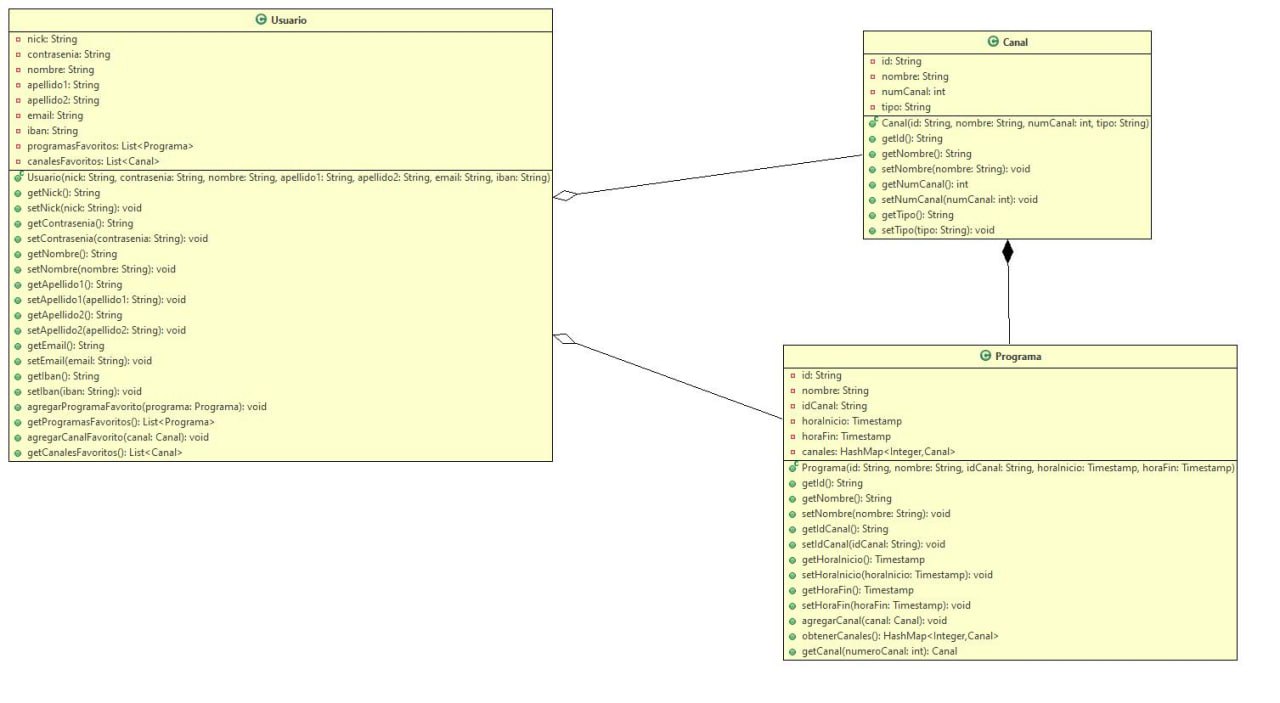 Usuario
nick: String
contrasenia: String
nombre: String
apellido1: String
apellido2: String
email: String
iban: String
programasFavoritos: List<Programa>
canalesFavoritos: List<Canal>
Usuario(nick: String, contrasenia: String, nombre: String, apellido1: String, apellido2: String, email: String, iban: String)
getNick(): String
setNick(nick: String): void
getContrasenia(): String
setContrasenia(contrasenia: String): void
getNombre(): String
setNombre(nombre: String): void
getApellido1(): String
setApellido1(apellido1: String): void
getApellido2(): String
setApellido2(apellido2: String): void
getEmail(): String
setEmail(email: String): void
getIban(): String
setIban(iban: String): void
agregarProgramaFavorito(programa: Programa): void
getProgramasFavoritos(): List<Programa>
agregarCanalFavorito(canal: Canal): void
getCanalesFavoritos(): List<Canal>
Canal
id: String
nombre: String
numCanal: int
tipo: String
Canal(id: String, nombre: String, numCanal: int, tipo: String)
getId(): String
getNombre(): String
setNombre(nombre: String): void
getNumCanal(): int
setNumCanal(numCanal: int): void
getTipo(): String
setTipo(tipo: String): void
Programa
id: String
nombre: String
idCanal: String
horaInicio: Timestamp
horaFin: Timestamp
canales: HashMap<Integer,Canal>
Programa(id: String, nombre: String, idCanal: String, horaInicio: Timestamp, horaFin: Timestamp)
getId(): String
getNombre(): String
setNombre(nombre: String): void
getIdCanal(): String
setIdCanal(idCanal: String): void
getHoraInicio(): Timestamp
setHoraInicio(horaInicio: Timestamp): void
getHoraFin(): Timestamp
setHoraFin(horaFin: Timestamp): void
agregarCanal(canal: Canal): void
obtenerCanales(): HashMap<Integer,Canal>
getCanal(numeroCanal: int): Canal